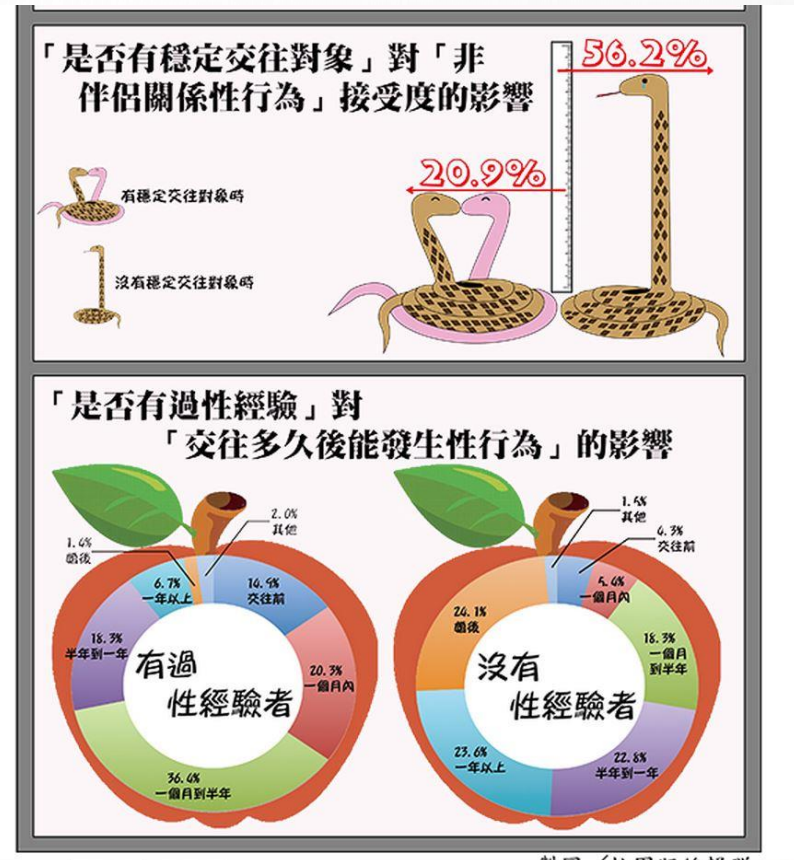 「是否有穩定交往對象」對「非
伴侶關係性行為」接受度的影響
56.2%
20.9%
有穩定交往對象時
沒有穩定交往對象時
「是否有過性經驗」對
「交往多久後能發生性行為」的影響
2.0%
其他
1.4%
婚後
6.7%
一年以上
14.9%
交往前
18.3%
半年到一年
20.3%
一個月內
有過
性經驗者
36.4%
一個月到半年
1.5%
其他
4.3%
交往前
5.4%
一個月內
24.1%
婚後
18.3%
一個月
到半年
沒有
性經驗者
23.6%
一年以上
22.8%
半年到一年